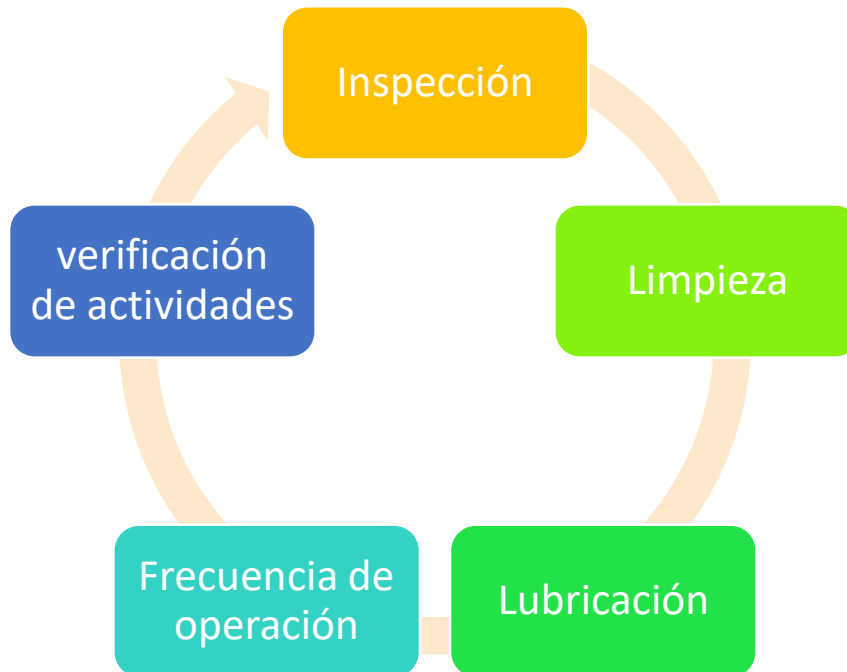 Inspección
Limpieza
Lubricación
Frecuencia de
operación
verificación
de actividades